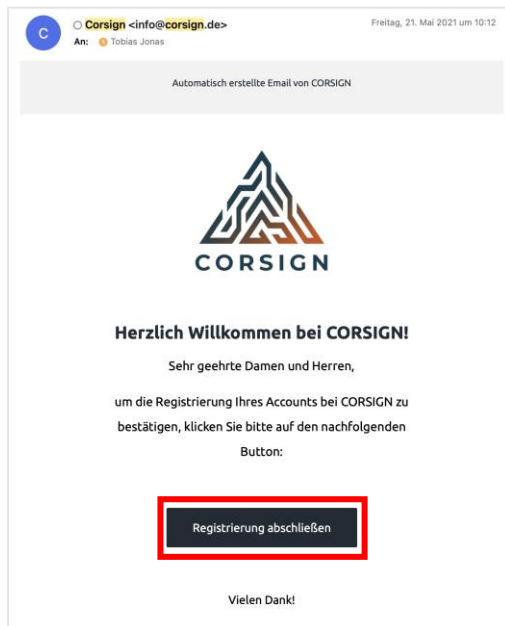 C
Corsign <info@corsign.de>
Freitag, 21. Mai 2021 um 10:12
An: Tobias Jonas
Automatisch erstellte Email von CORSIGN
CORSIGN
Herzlich Willkommen bei CORSIGN!
Sehr geehrte Damen und Herren,
um die Registrierung Ihres Accounts bei CORSIGN zu
bestätigen, klicken Sie bitte auf den nachfolgenden
Button:
Registrierung abschließen
Vielen Dank!